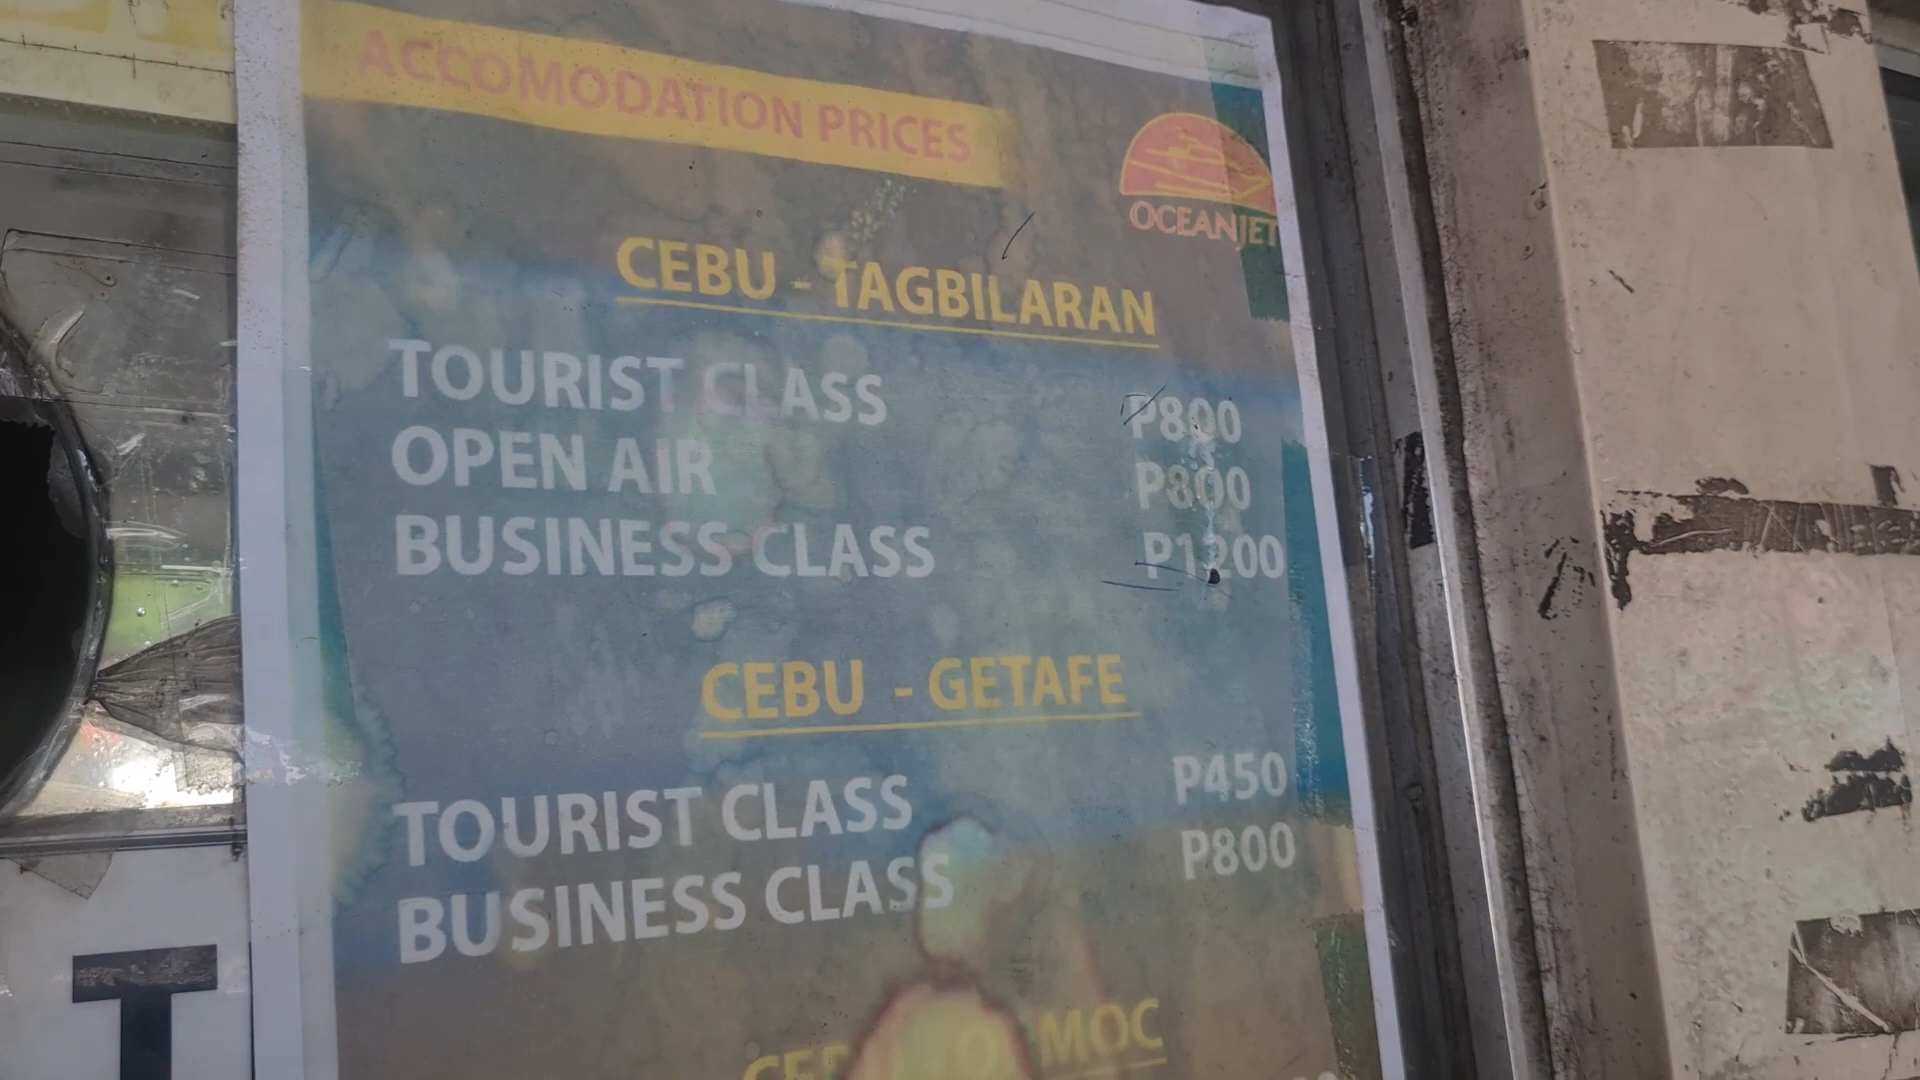 ACCOMODATION PRICES
OCEANJET
CEBU - TAGBILARAN
TOURIST CLASS P800
OPEN AIR P800
BUSINESS CLASS P1200
CEBU - GETAFE
TOURIST CLASS P450
BUSINESS CLASS P800